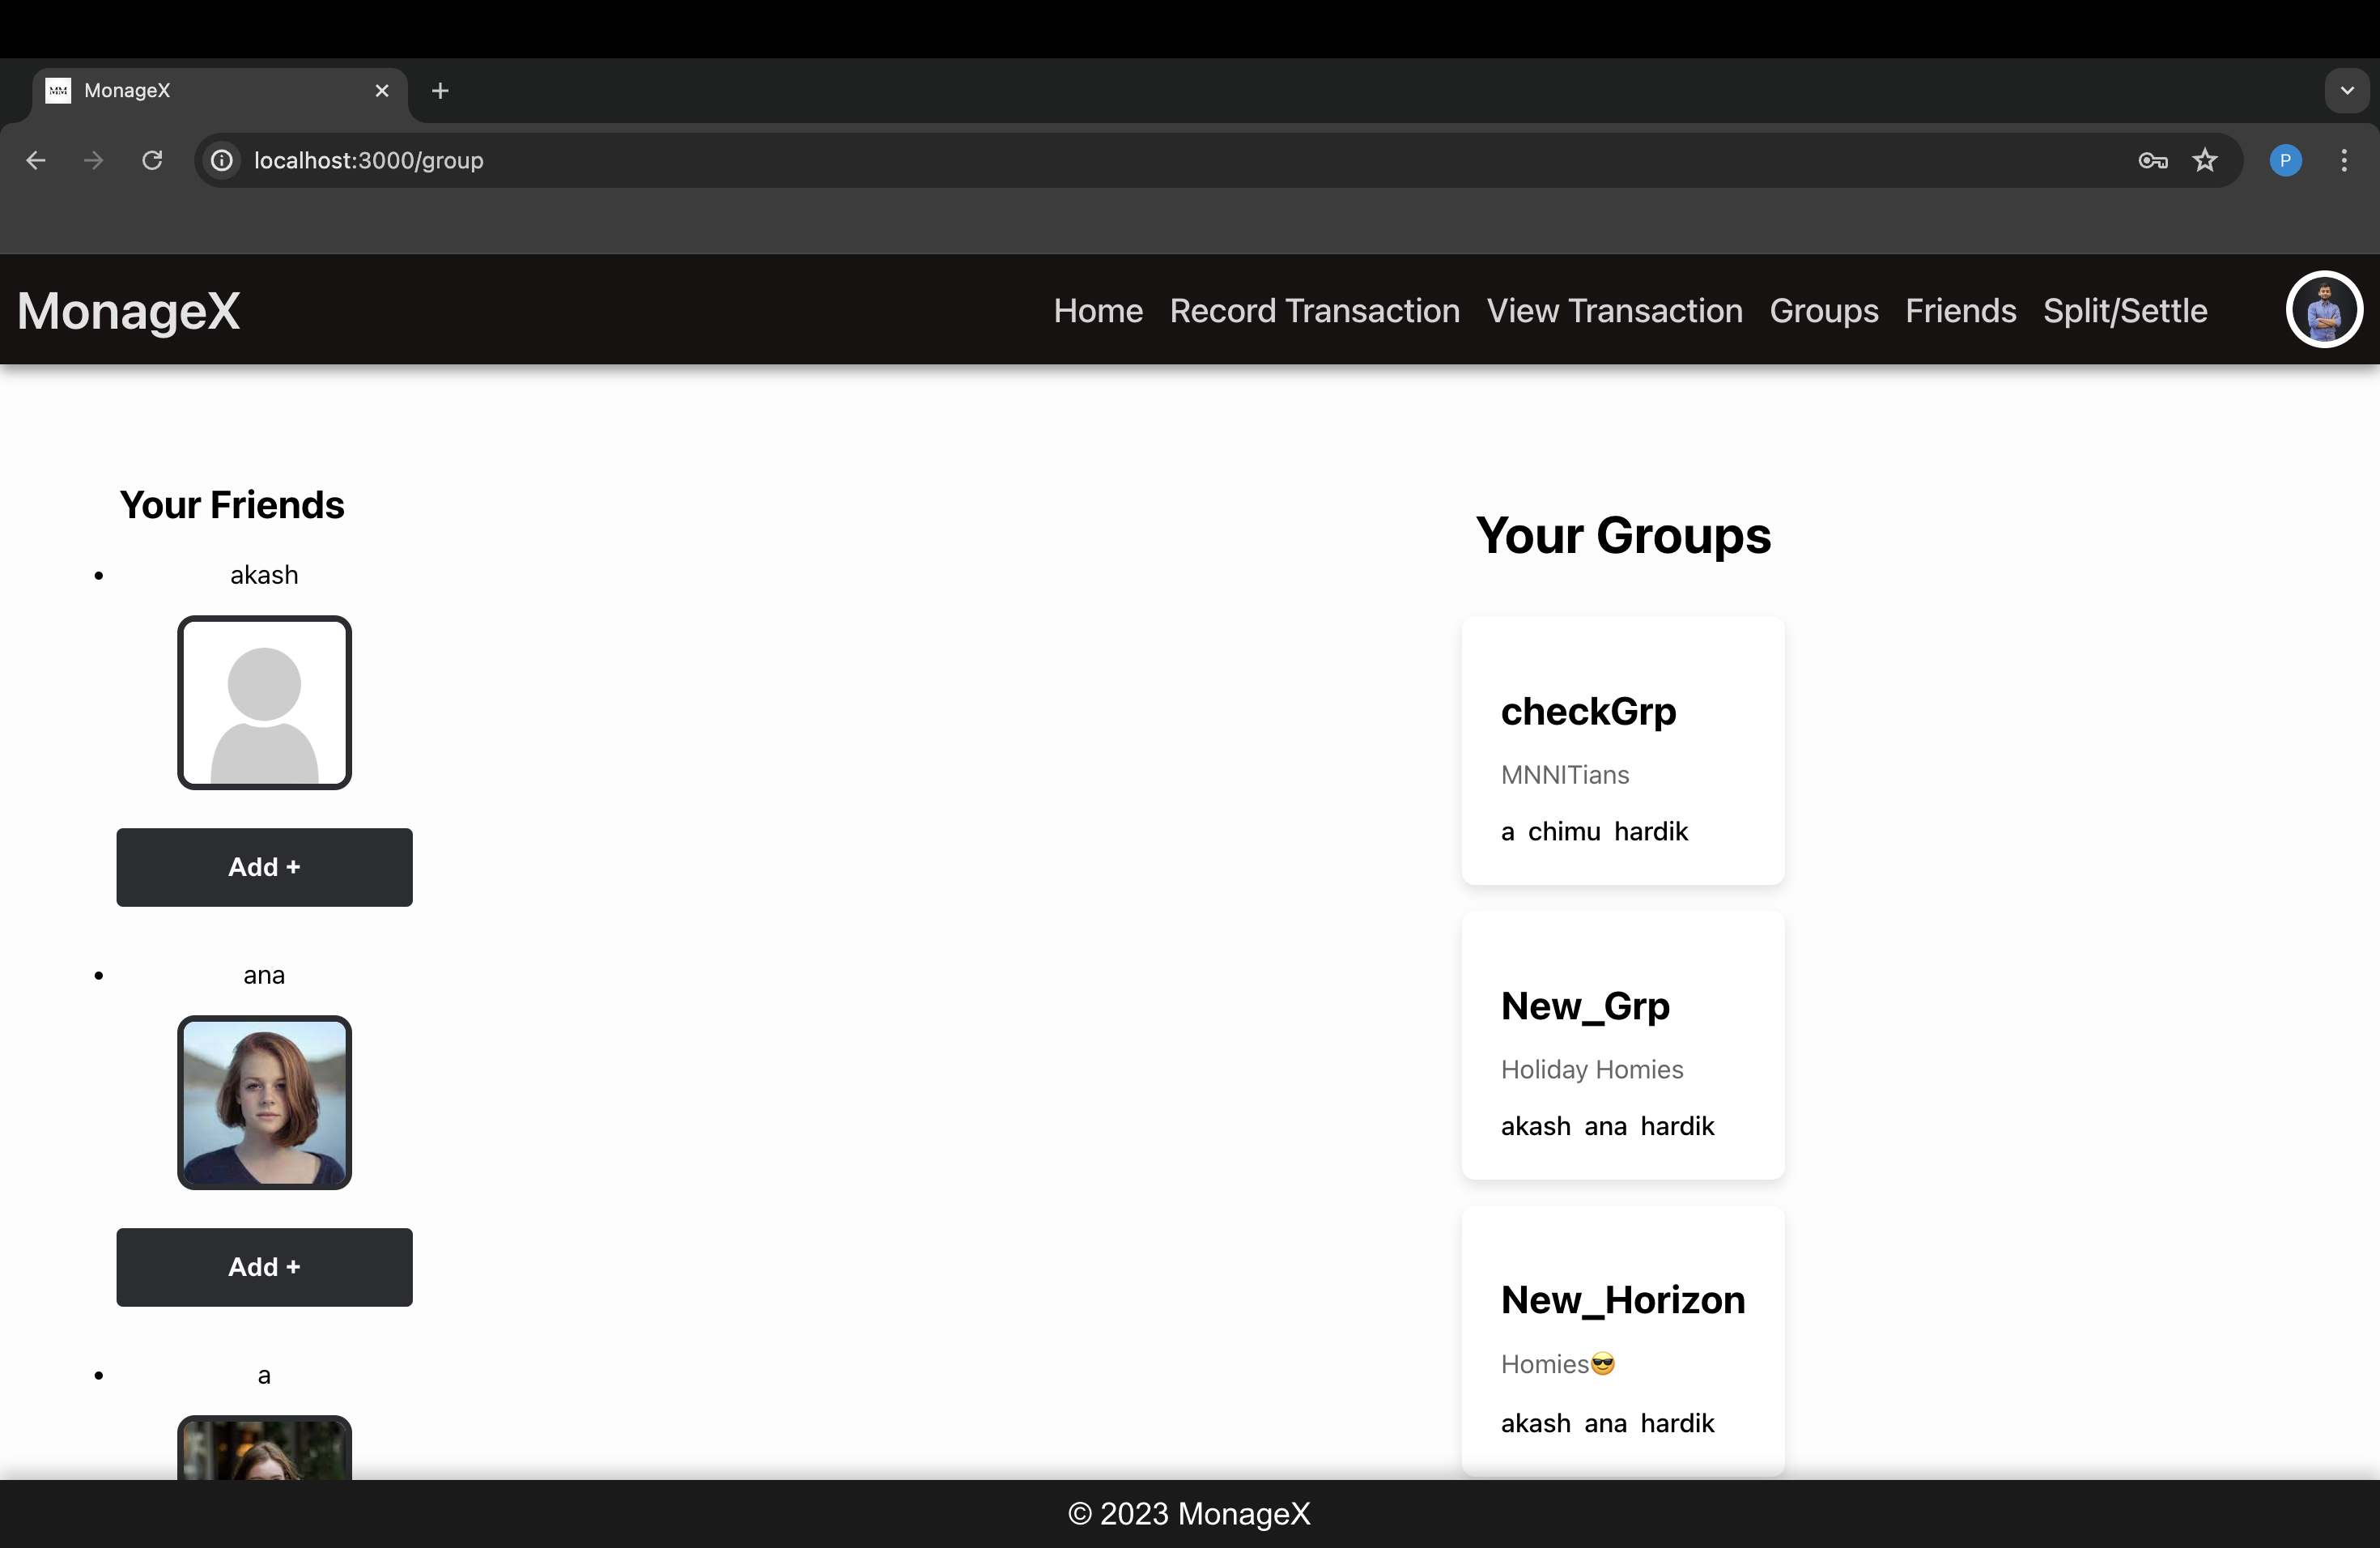 MonageX
localhost:3000/group
P
MonageX
Home Record Transaction View Transaction Groups Friends Split/Settle
Your Friends
akash
Add +
ana
Add +
a
Your Groups
checkGrp
MNNITians
a chimu hardik
New_Grp
Holiday Homies
akash ana hardik
New_Horizon
Homies😎
akash ana hardik
© 2023 MonageX